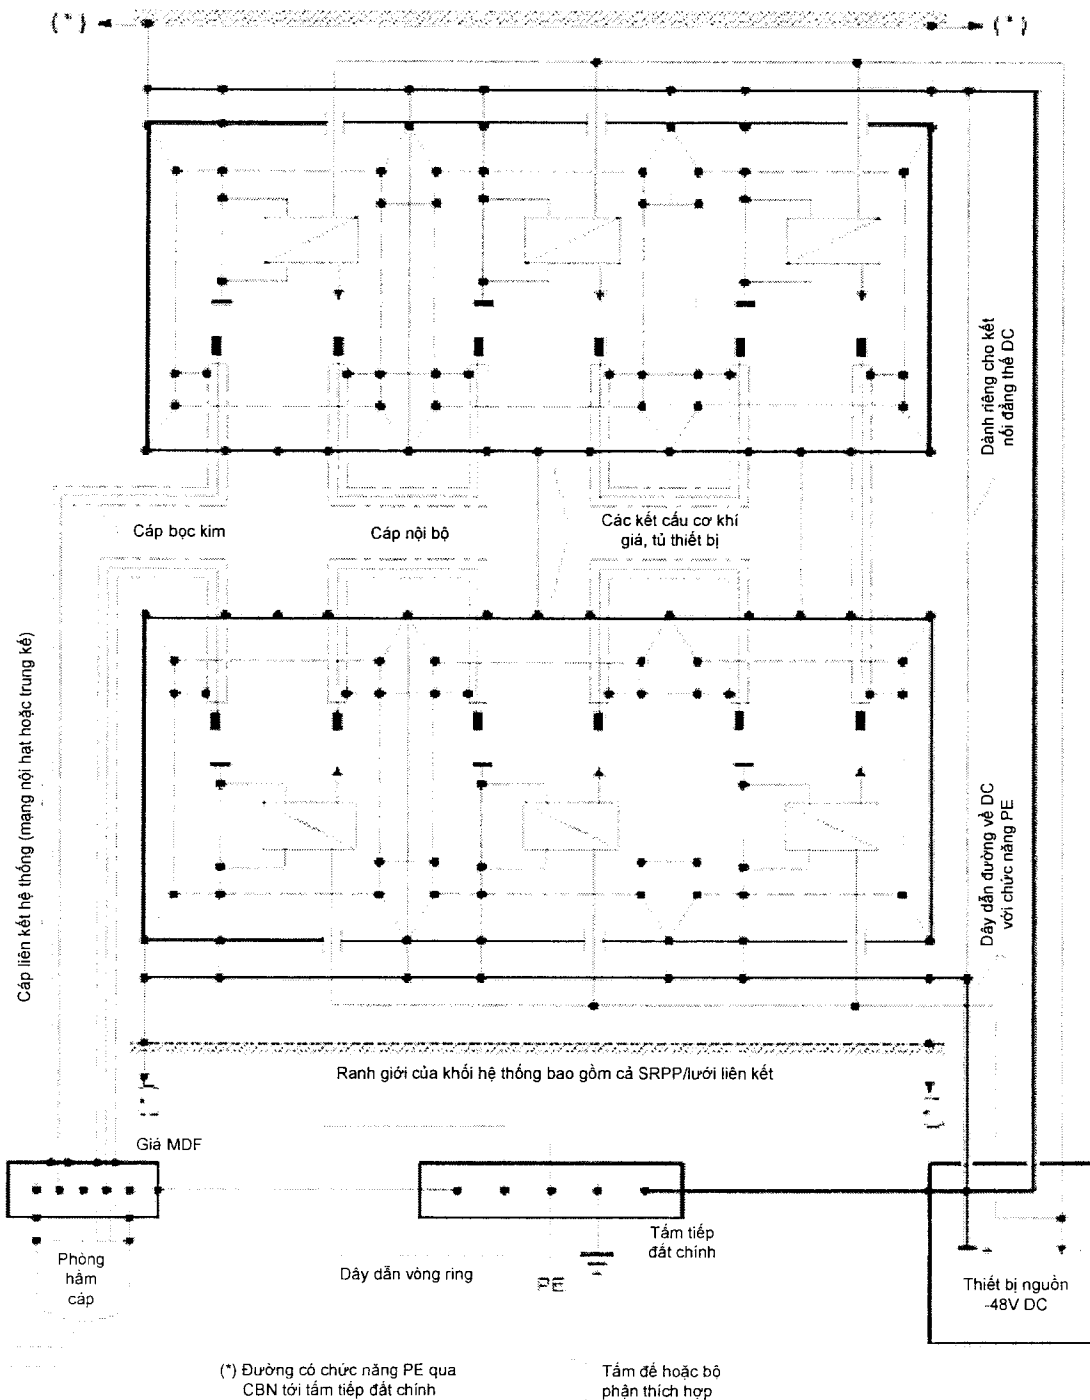 (*)
(*)
Dành riêng cho kết
nối đẳng thế DC
Cáp bọc kim
Cáp nội bộ
Các kết cấu cơ khí
giá, tủ thiết bị
Cáp liên kết hệ thống (mạng nội hạt hoặc trung kế)
Dây dẫn đường về DC
với chức năng PE
Ranh giới của khối hệ thống bao gồm cả SRPP/lưới liên kết
Giá MDF
Phòng
hầm
cáp
Dây dẫn vòng ring
PE
Tấm tiếp
đất chính
Thiết bị nguồn
-48V DC
(*) Đường có chức năng PE qua
CBN tới tấm tiếp đất chính
Tấm đế hoặc bộ
phận thích hợp